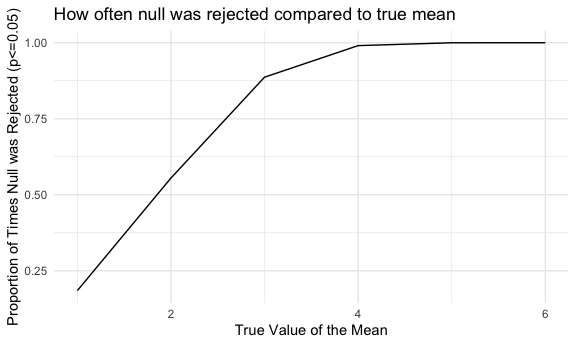 How often null was rejected compared to true mean
Proportion of Times Null was Rejected (p<=0.05)
1.00
0.75
0.50
0.25
2
4
6
True Value of the Mean